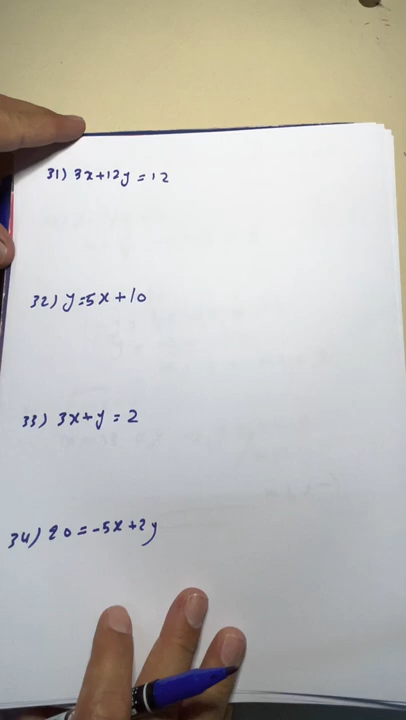 31) 3x+12y=12
32) y=5x+10
33) 3x+y=2
34) 20=-5x+2y